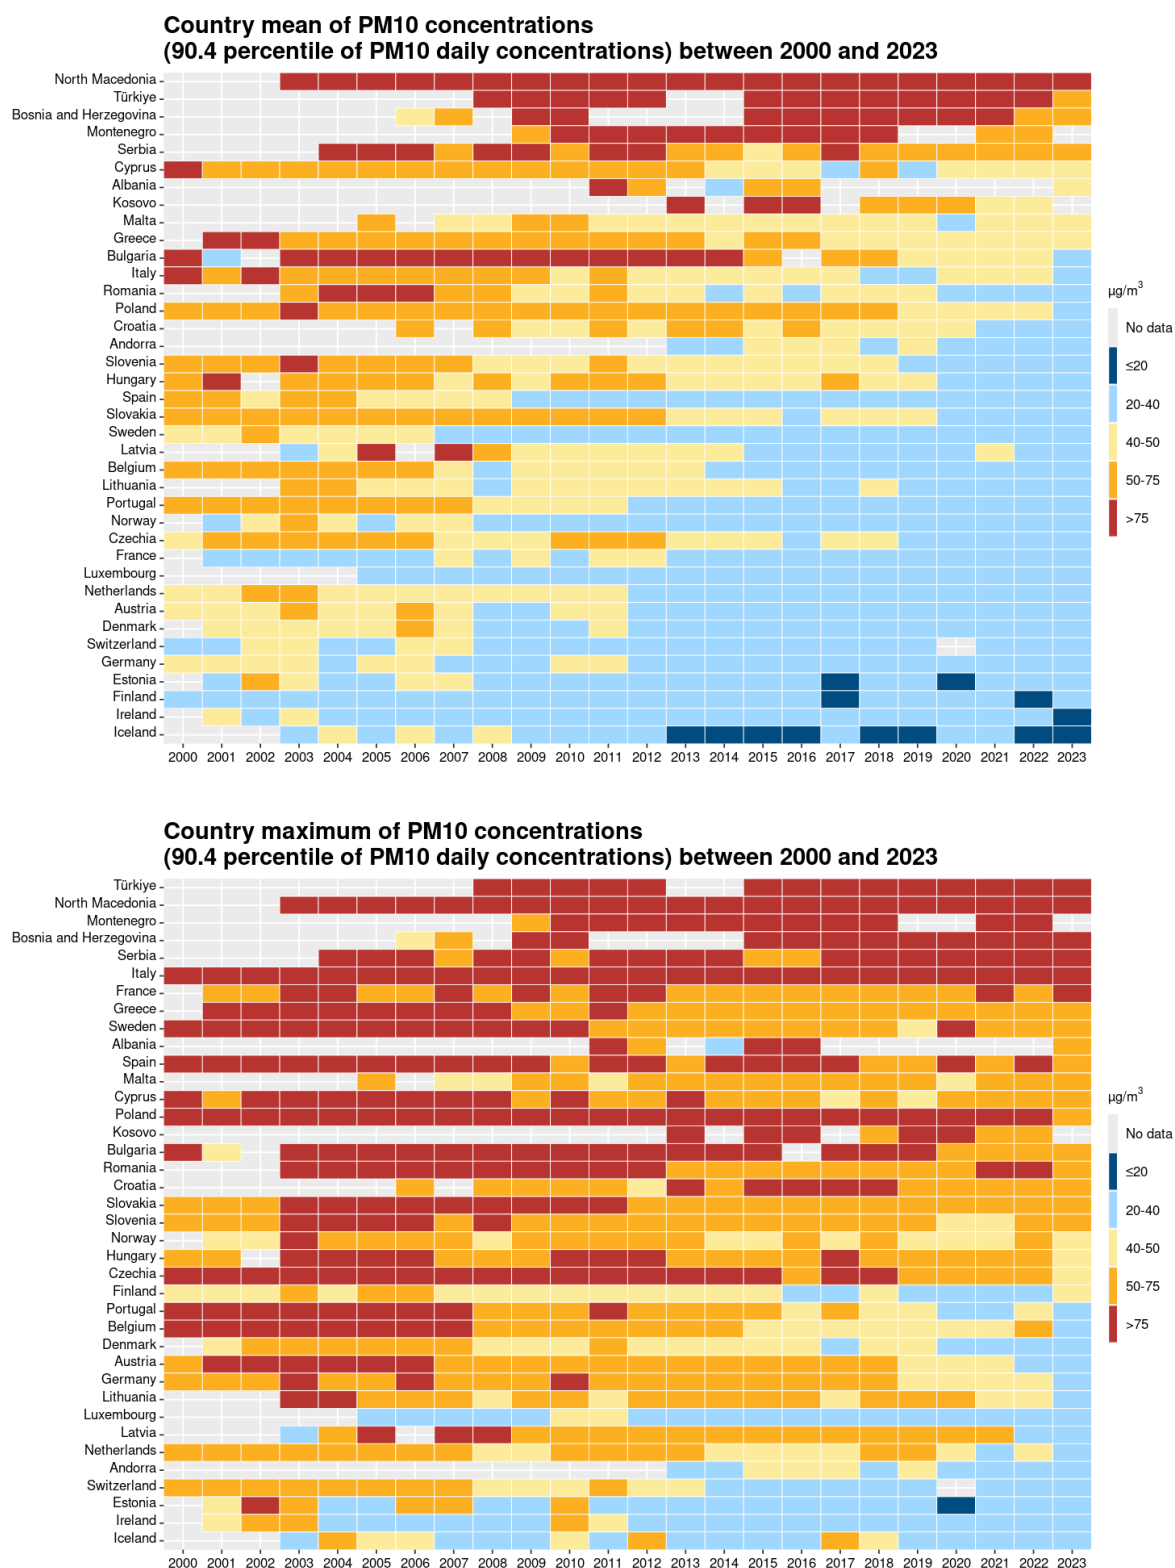 Country mean of PM10 concentrations
(90.4 percentile of PM10 daily concentrations) between 2000 and 2023
North Macedonia
Türkiye
Bosnia and Herzegovina
Montenegro
Serbia
Cyprus
Albania
Kosovo
Malta
Greece
Bulgaria
Italy
Romania
Poland
Croatia
Andorra
Slovenia
Hungary
Spain
Slovakia
Sweden
Latvia
Belgium
Lithuania
Portugal
Norway
Czechia
France
Luxembourg
Netherlands
Austria
Denmark
Switzerland
Germany
Estonia
Finland
Ireland
Iceland
2000 2001 2002 2003 2004 2005 2006 2007 2008 2009 2010 2011 2012 2013 2014 2015 2016 2017 2018 2019 2020 2021 2022 2023
µg/m³
No data
≤20
20-40
40-50
50-75
>75
Country maximum of PM10 concentrations
(90.4 percentile of PM10 daily concentrations) between 2000 and 2023
Türkiye
North Macedonia
Montenegro
Bosnia and Herzegovina
Serbia
Italy
France
Greece
Sweden
Albania
Spain
Malta
Cyprus
Poland
Kosovo
Bulgaria
Romania
Croatia
Slovakia
Slovenia
Norway
Hungary
Czechia
Finland
Portugal
Belgium
Denmark
Austria
Germany
Lithuania
Luxembourg
Latvia
Netherlands
Andorra
Switzerland
Estonia
Ireland
Iceland
2000 2001 2002 2003 2004 2005 2006 2007 2008 2009 2010 2011 2012 2013 2014 2015 2016 2017 2018 2019 2020 2021 2022 2023
µg/m³
No data
≤20
20-40
40-50
50-75
>75